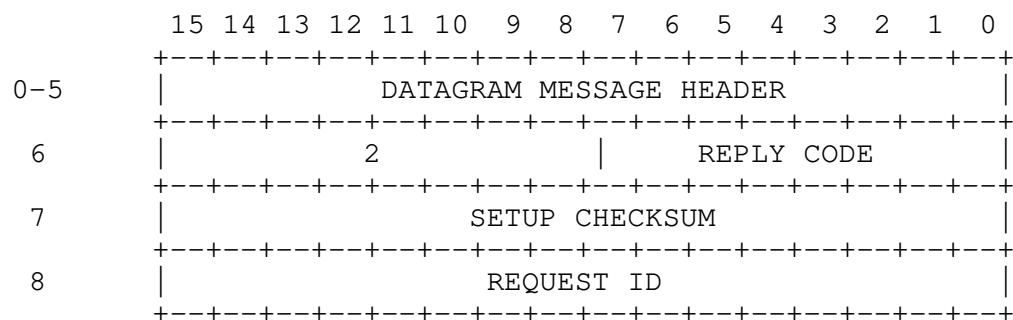 15 14 13 12 11 10 9 8 7 6 5 4 3 2 1 0
+--+--+--+--+--+--+--+--+--+--+--+--+--+--+--+--+
0-5 | DATAGRAM MESSAGE HEADER |
+--+--+--+--+--+--+--+--+--+--+--+--+--+--+--+--+
6 | 2 | REPLY CODE |
+--+--+--+--+--+--+--+--+--+--+--+--+--+--+--+--+
7 | SETUP CHECKSUM |
+--+--+--+--+--+--+--+--+--+--+--+--+--+--+--+--+
8 | REQUEST ID |
+--+--+--+--+--+--+--+--+--+--+--+--+--+--+--+--+